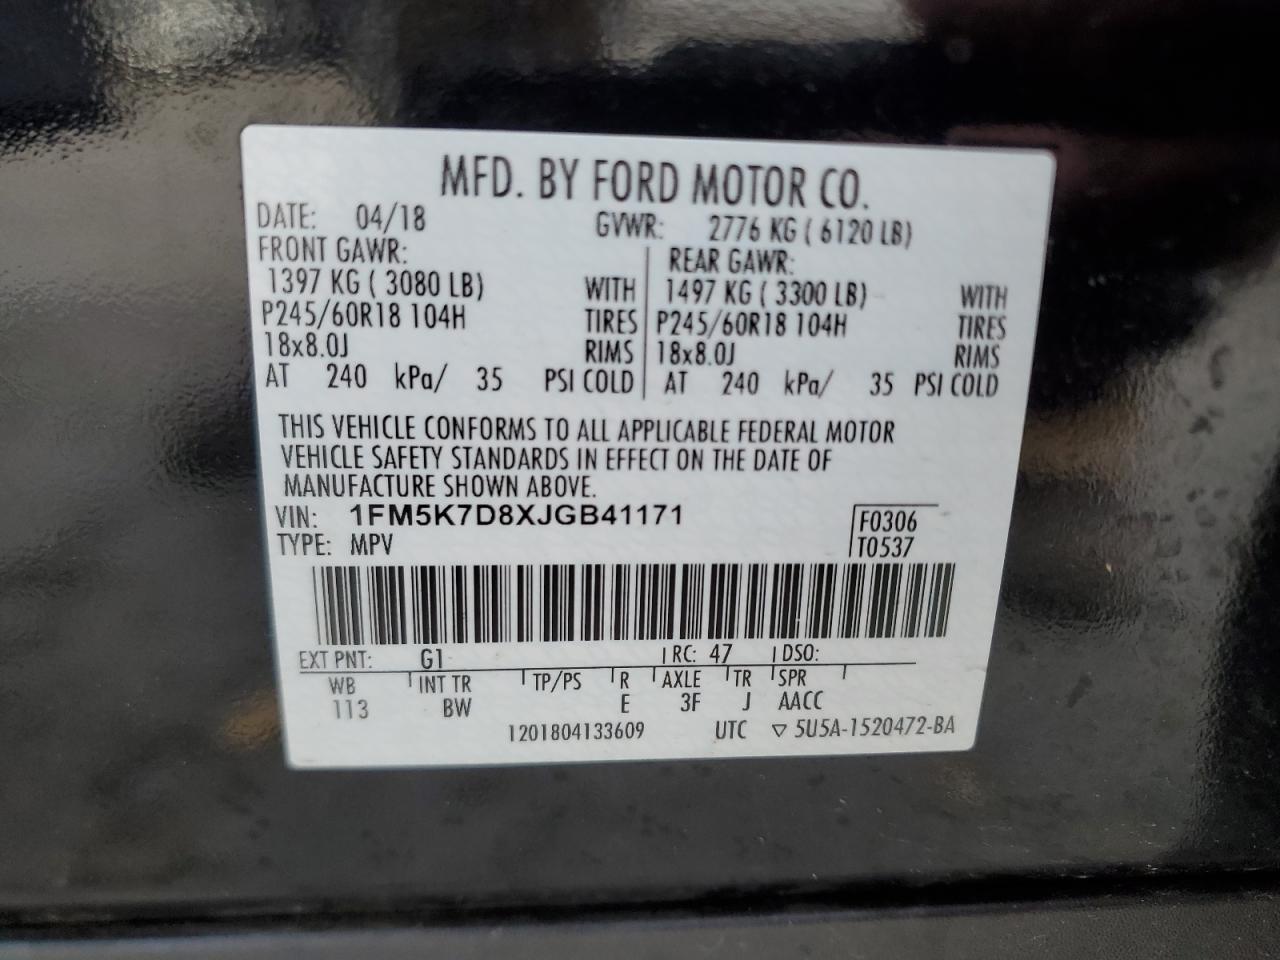 MFD. BY FORD MOTOR CO.
DATE: 04/18 GVWR: 2776 KG ( 6120 LB)
FRONT GAWR: REAR GAWR:
1397 KG ( 3080 LB) WITH 1497 KG ( 3300 LB) WITH
P245/60R18 104H TIRES P245/60R18 104H TIRES
18x8.0J RIMS 18x8.0J RIMS
AT 240 kPa/ 35 PSI COLD AT 240 kPa/ 35 PSI COLD
THIS VEHICLE CONFORMS TO ALL APPLICABLE FEDERAL MOTOR
VEHICLE SAFETY STANDARDS IN EFFECT ON THE DATE OF
MANUFACTURE SHOWN ABOVE.
VIN: 1FM5K7D8XJGB41171 F0306
TYPE: MPV T0537
EXT PNT: G1 RC: 47 DSO:
WB INT TR TP/PS R AXLE TR SPR
113 BW E 3F J AACC
1201804133609 UTC ▽ 5U5A-1520472-BA